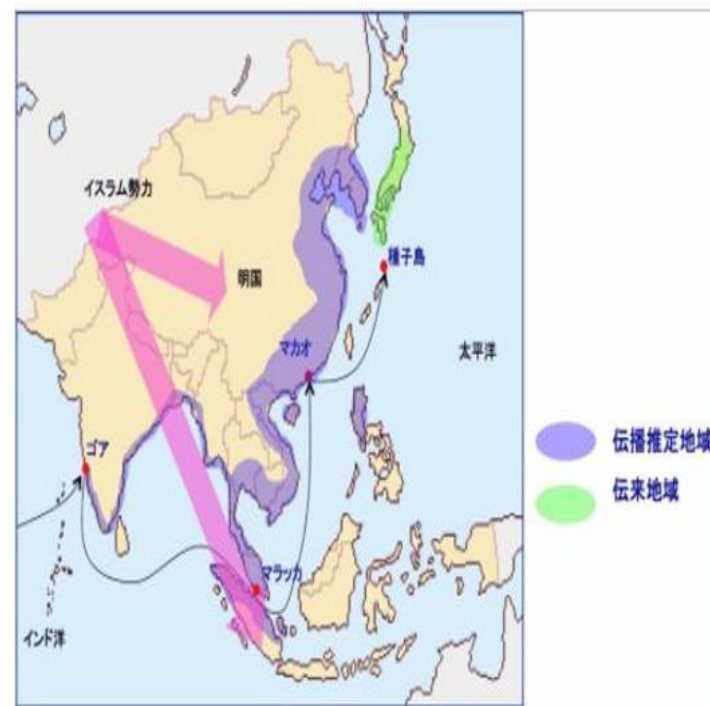 イスラム勢力
明国
種子島
マカオ
太平洋
ゴア
マラッカ
インド洋
伝播推定地域
伝来地域